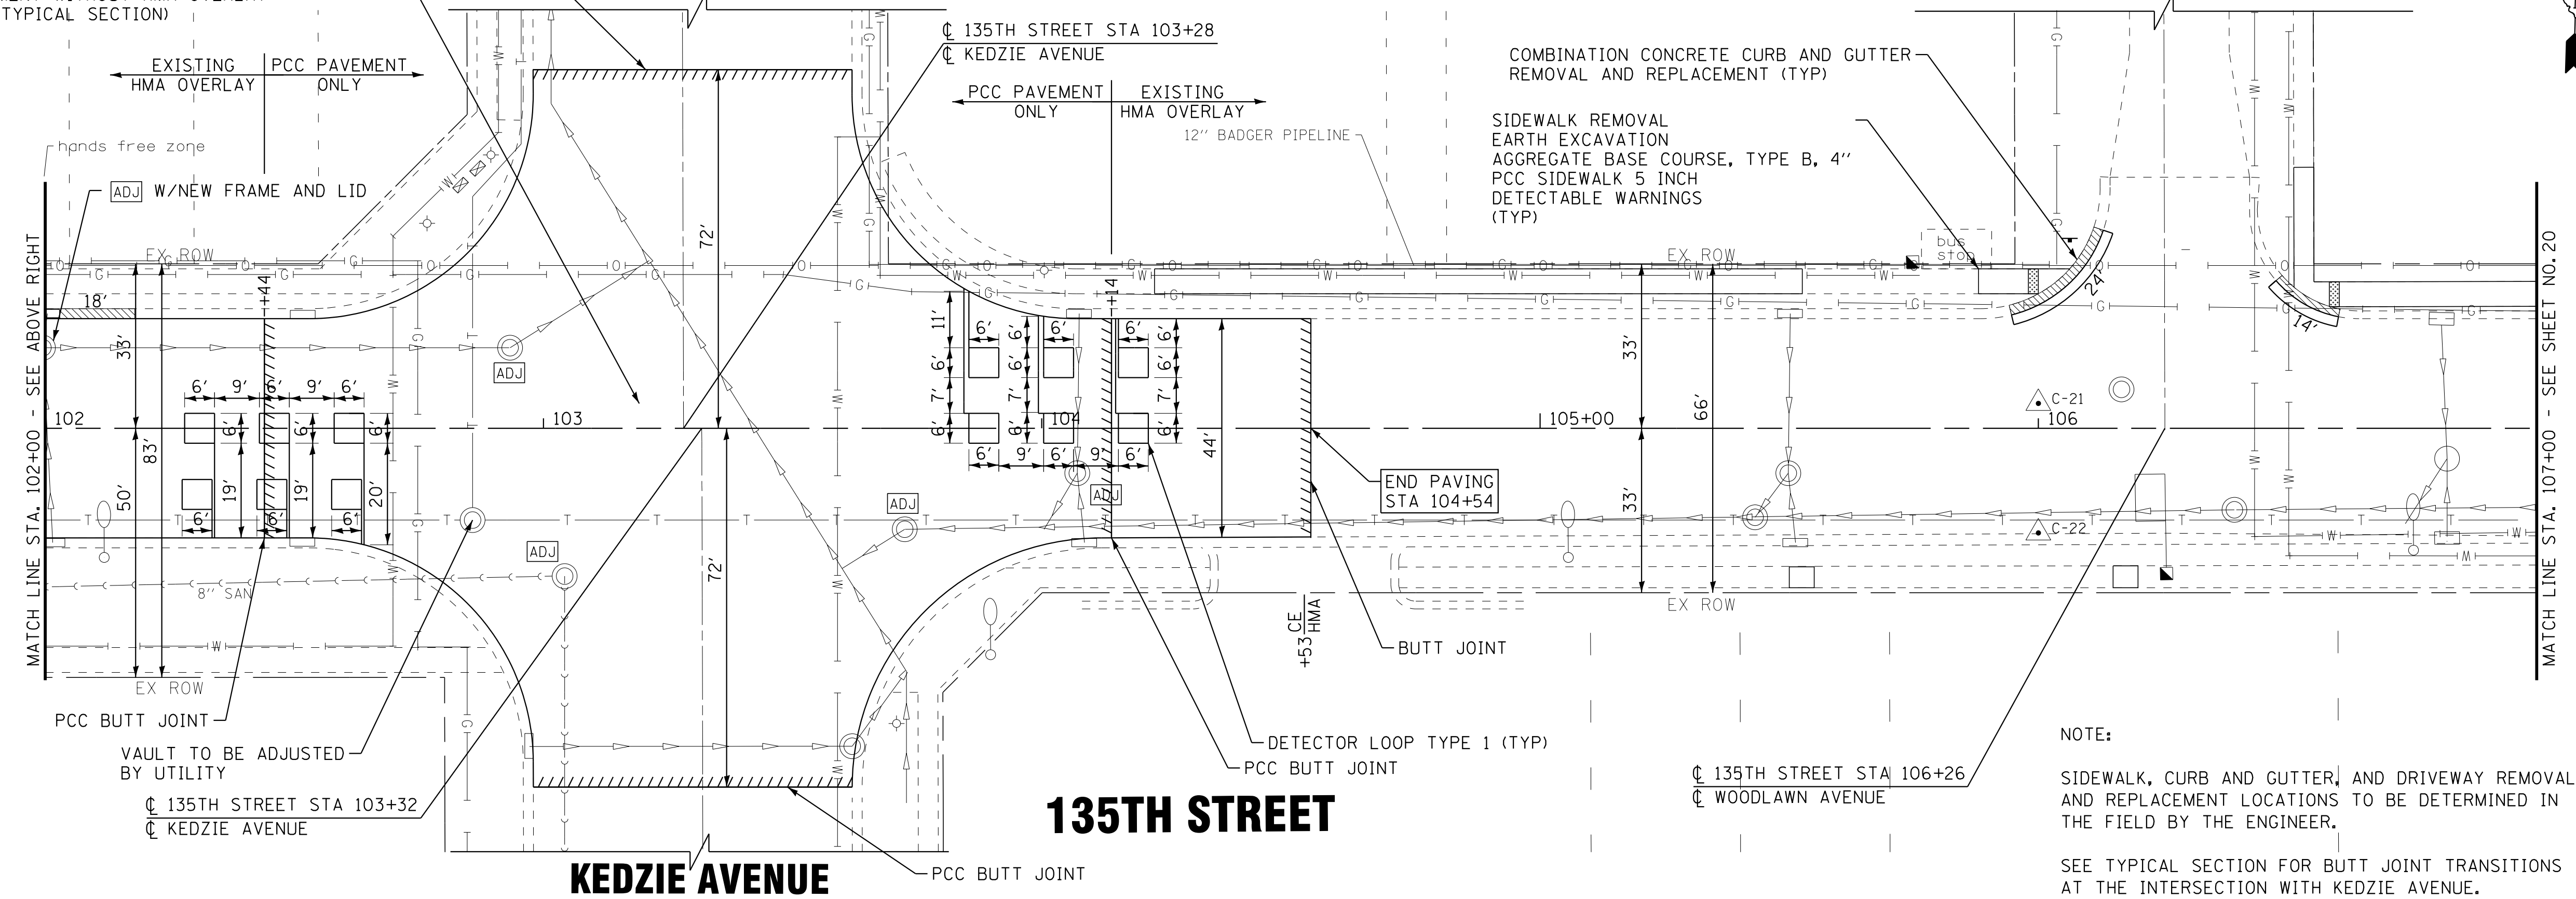 TYPICAL SECTION)
EXISTING PCC PAVEMENT
HMA OVERLAY ONLY
hands free zone
ADJ W/NEW FRAME AND LID
℄ 135TH STREET STA 103+28
℄ KEDZIE AVENUE
PCC PAVEMENT EXISTING
ONLY HMA OVERLAY
12'' BADGER PIPELINE
COMBINATION CONCRETE CURB AND GUTTER
REMOVAL AND REPLACEMENT (TYP)
SIDEWALK REMOVAL
EARTH EXCAVATION
AGGREGATE BASE COURSE, TYPE B, 4''
PCC SIDEWALK 5 INCH
DETECTABLE WARNINGS
(TYP)
bus
stop
EX ROW
EX ROW
MATCH LINE STA. 102+00 - SEE ABOVE RIGHT
MATCH LINE STA. 107+00 - SEE SHEET NO. 20
18'
33'
83'
50'
+44
72'
+14
11'
6' 6' 6'
6' 6' 6'
7' 7' 7'
6' 6' 6'
6' 9' 6' 9' 6'
44'
33'
66'
33'
24'
14'
ADJ
6' 9' 6' 9' 6'
6' 6' 6'
19' 19' 20'
6' 6' 6'
102
103
104
105+00
106
C-21
C-22
ADJ
ADJ
ADJ
END PAVING
STA 104+54
72'
8'' SAN
EX ROW
EX ROW
+53 CE
HMA
BUTT JOINT
PCC BUTT JOINT
VAULT TO BE ADJUSTED
BY UTILITY
℄ 135TH STREET STA 103+32
℄ KEDZIE AVENUE
DETECTOR LOOP TYPE 1 (TYP)
PCC BUTT JOINT
135TH STREET
KEDZIE AVENUE
PCC BUTT JOINT
℄ 135TH STREET STA 106+26
℄ WOODLAWN AVENUE
NOTE:
SIDEWALK, CURB AND GUTTER, AND DRIVEWAY REMOVAL
AND REPLACEMENT LOCATIONS TO BE DETERMINED IN
THE FIELD BY THE ENGINEER.
SEE TYPICAL SECTION FOR BUTT JOINT TRANSITIONS
AT THE INTERSECTION WITH KEDZIE AVENUE.